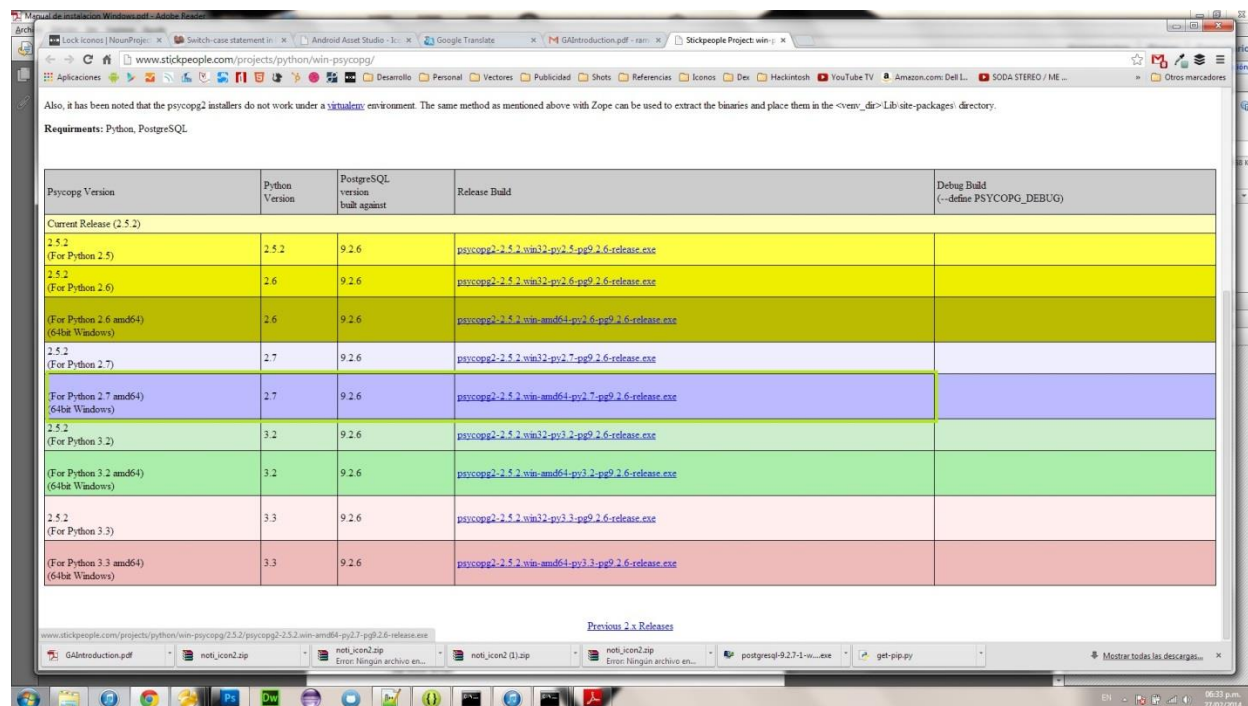 Manual de instalacion Windows.pdf - Adobe Reader
Lock Iconos | NounProjec
Switch-case statement in
Android Asset Studio - Ic
Google Translate
GAIntroduction.pdf - ram
Stickpeople Project: win-p
www.stickpeople.com/projects/python/win-psycopg/
Aplicaciones
Desarrollo
Personal
Vectores
Publicidad
Shots
Referencias
Iconos
Dex
Hackintosh
YouTube TV
Amazon.com: Dell L...
SODA STEREO / ME ...
»
Otros marcadores
Also, it has been noted that the psycopg2 installers do not work under a virtualenv environment. The same method as mentioned above with Zope can be used to extract the binaries and place them in the <venv_dir>\Lib\site-packages\ directory.
Requirments: Python, PostgreSQL
Psycopg Version
Python
Version
PostgreSQL
version
built against
Release Build
Debug Build
(--define PSYCOPG_DEBUG)
Current Release (2.5.2)
2.5.2
(For Python 2.5)
2.5.2
9.2.6
psycopg2-2.5.2.win32-py2.5-pg9.2.6-release.exe
2.5.2
(For Python 2.6)
2.6
9.2.6
psycopg2-2.5.2.win32-py2.6-pg9.2.6-release.exe
(For Python 2.6 amd64)
(64bit Windows)
2.6
9.2.6
psycopg2-2.5.2.win-amd64-py2.6-pg9.2.6-release.exe
2.5.2
(For Python 2.7)
2.7
9.2.6
psycopg2-2.5.2.win32-py2.7-pg9.2.6-release.exe
(For Python 2.7 amd64)
(64bit Windows)
2.7
9.2.6
psycopg2-2.5.2.win-amd64-py2.7-pg9.2.6-release.exe
2.5.2
(For Python 3.2)
3.2
9.2.6
psycopg2-2.5.2.win32-py3.2-pg9.2.6-release.exe
(For Python 3.2 amd64)
(64bit Windows)
3.2
9.2.6
psycopg2-2.5.2.win-amd64-py3.2-pg9.2.6-release.exe
2.5.2
(For Python 3.3)
3.3
9.2.6
psycopg2-2.5.2.win32-py3.3-pg9.2.6-release.exe
(For Python 3.3 amd64)
(64bit Windows)
3.3
9.2.6
psycopg2-2.5.2.win-amd64-py3.3-pg9.2.6-release.exe
Previous 2.x Releases
www.stickpeople.com/projects/python/win-psycopg/2.5.2/psycopg2-2.5.2.win-amd64-py2.7-pg9.2.6-release.exe
GAIntroduction.pdf
noti_icon2.zip
noti_icon2.zip
Error: Ningún archivo en...
noti_icon2 (1).zip
noti_icon2.zip
Error: Ningún archivo en...
postgresql-9.2.7-1-w....exe
get-pip.py
Mostrar todas las descargas...
Ps
Dw
EN
06:33 p.m.
27/02/2014